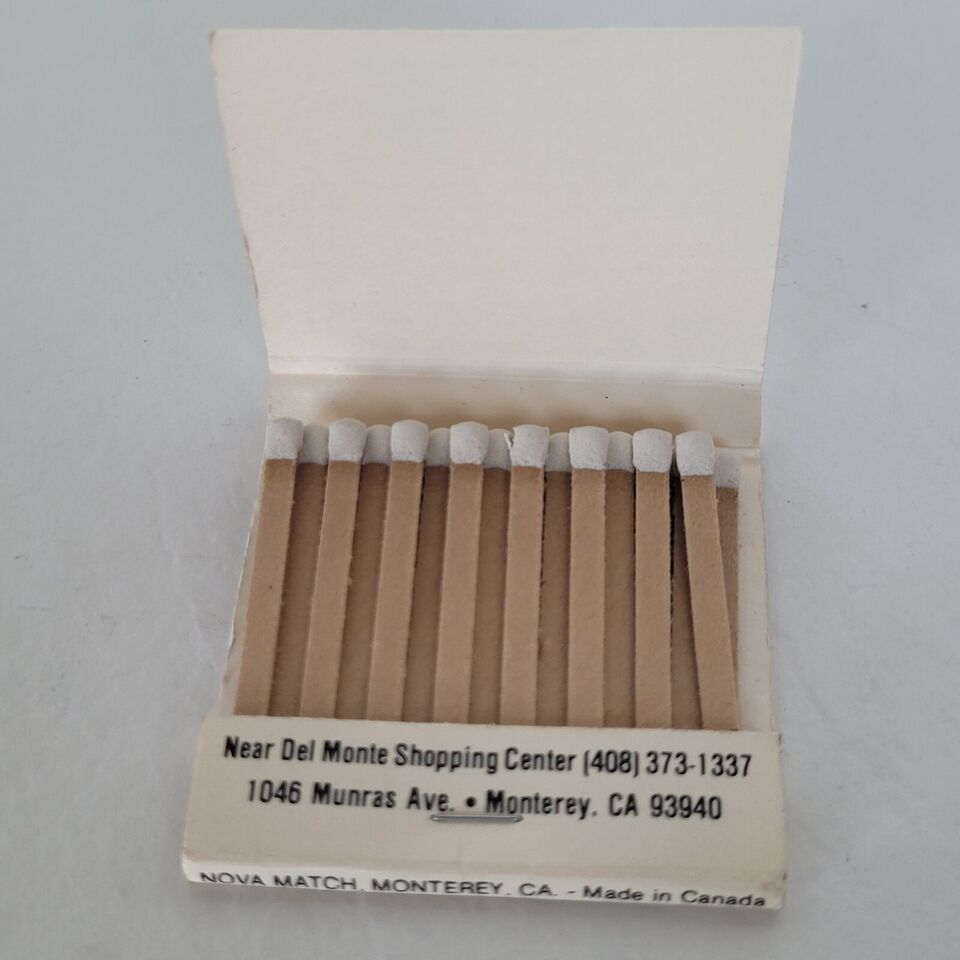 Near Del Monte Shopping Center (408) 373-1337
1046 Munras Ave. • Monterey, CA 93940
NOVA MATCH, MONTEREY, CA. - Made in Canada